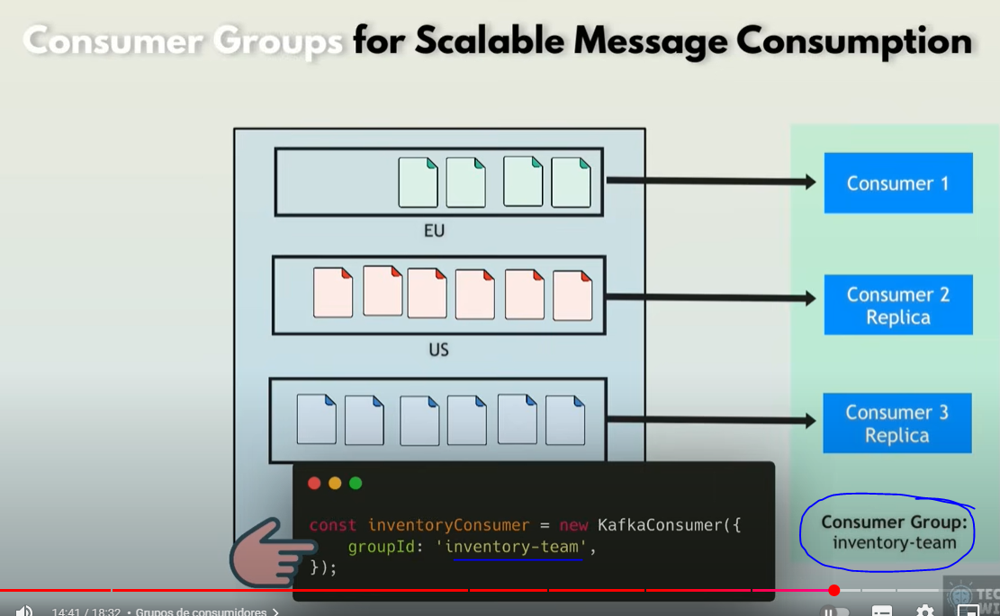 Consumer Groups for Scalable Message Consumption
Consumer 1
EU
Consumer 2
Replica
US
Consumer 3
Replica
const inventoryConsumer = new KafkaConsumer({
groupId: 'inventory-team',
});
Consumer Group:
inventory-team
14:41 / 18:32 • Grupos de consumidores >